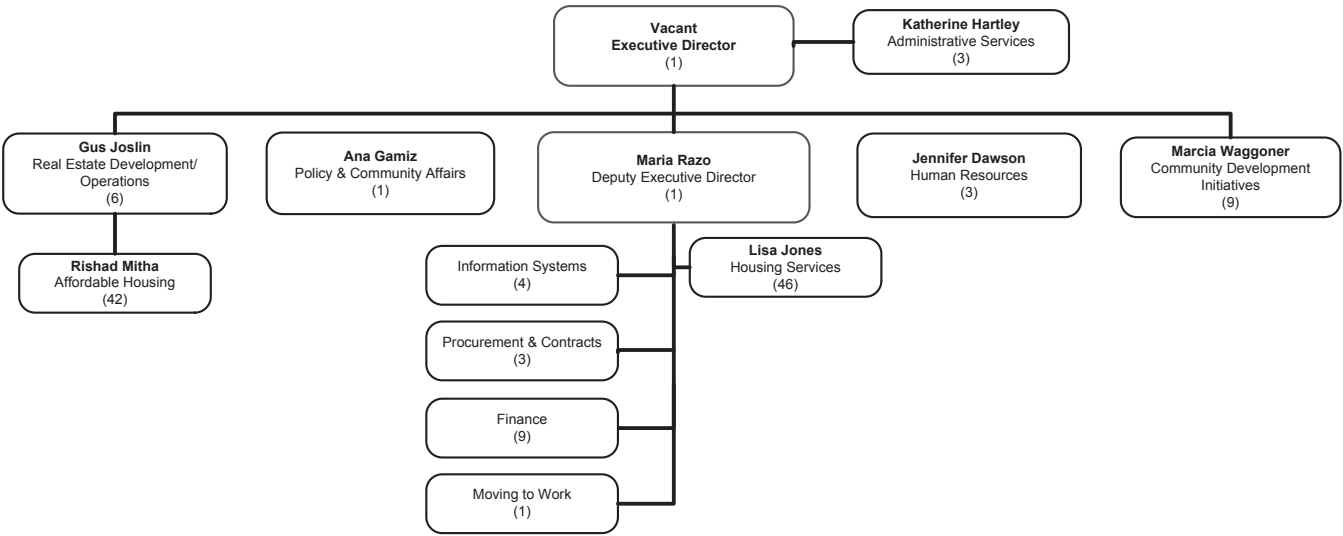 Vacant
Executive Director
(1)
Katherine Hartley
Administrative Services
(3)
Gus Joslin
Real Estate Development/
Operations
(6)
Ana Gamiz
Policy & Community Affairs
(1)
Maria Razo
Deputy Executive Director
(1)
Jennifer Dawson
Human Resources
(3)
Marcia Waggoner
Community Development
Initiatives
(9)
Rishad Mitha
Affordable Housing
(42)
Information Systems
(4)
Lisa Jones
Housing Services
(46)
Procurement & Contracts
(3)
Finance
(9)
Moving to Work
(1)